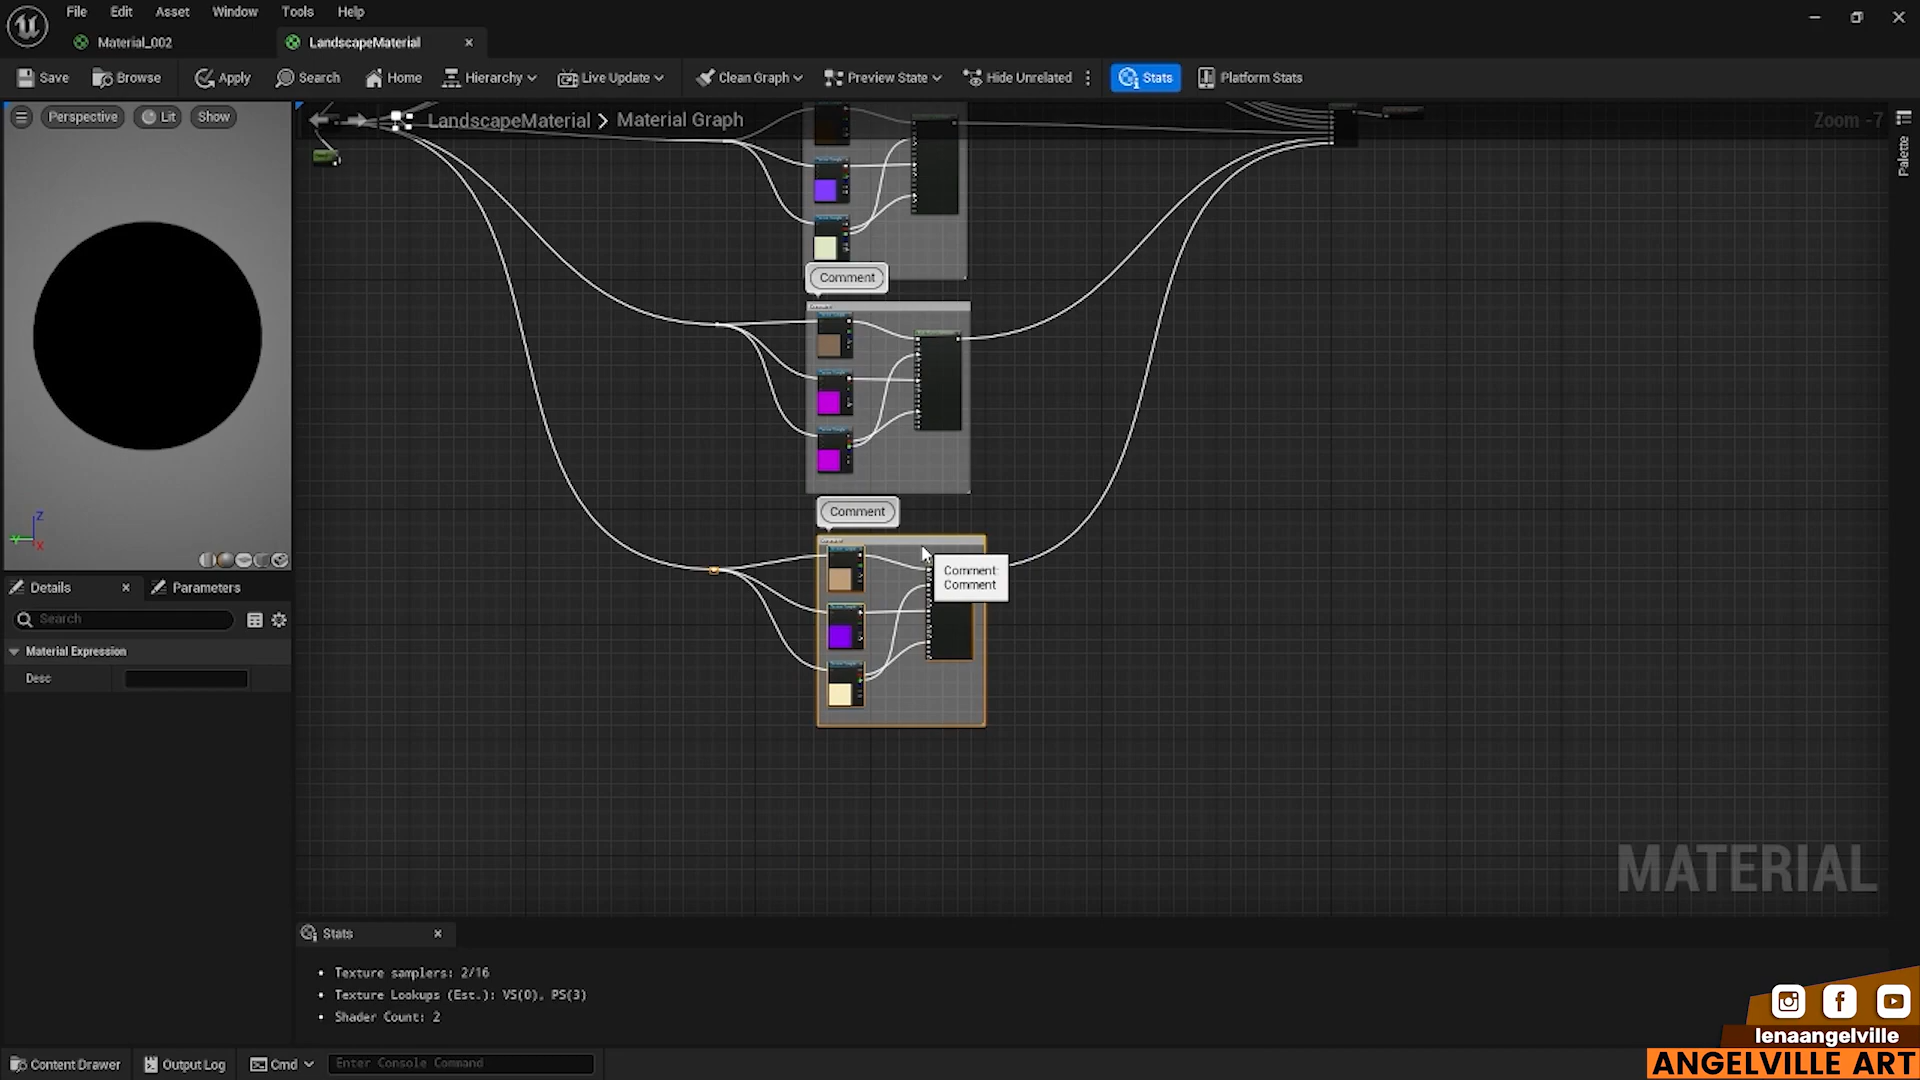 File Edit Asset Window Tools Help
Material_002
LandscapeMaterial
Save Browse Apply Search Home Hierarchy Live Update Clean Graph Preview State Hide Unrelated Stats Platform Stats
Perspective Lit Show
LandscapeMaterial > Material Graph
Zoom -7
Palette
Comment
Comment
Comment:
Comment
Z
Y
X
Details
Parameters
Search
Material Expression
Desc
MATERIAL
Stats
Texture samplers: 2/16
Texture Lookups (Est.): VS(0), PS(3)
Shader Count: 2
Content Drawer Output Log Cmd Enter Console Command
lenaangelville
ANGELVILLE ART